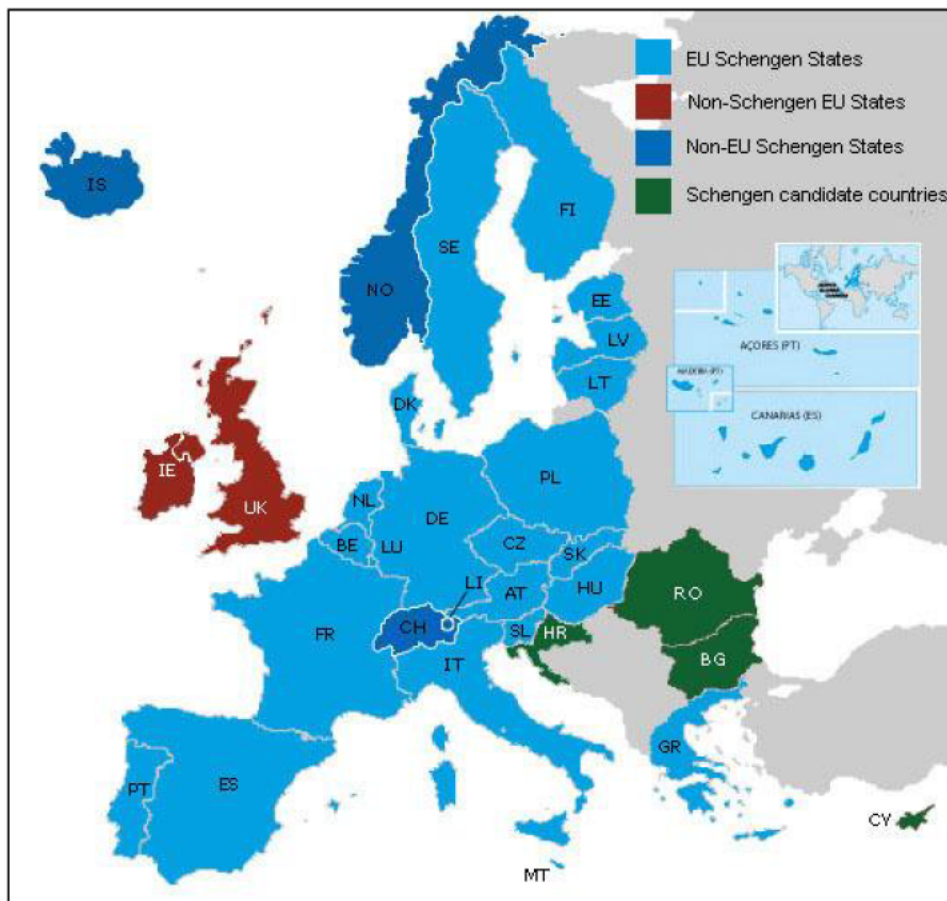 EU Schengen States
Non-Schengen EU States
Non-EU Schengen States
Schengen candidate countries
IS
FI
SE
NO
EE
LV
LT
DK
AÇORES (PT)
MADEIRA (PT)
CANARIAS (ES)
IE
UK
NL
BE
LU
DE
PL
CZ
SK
LI
AT
HU
RO
FR
CH
SL
HR
IT
BG
GR
PT
ES
CY
MT